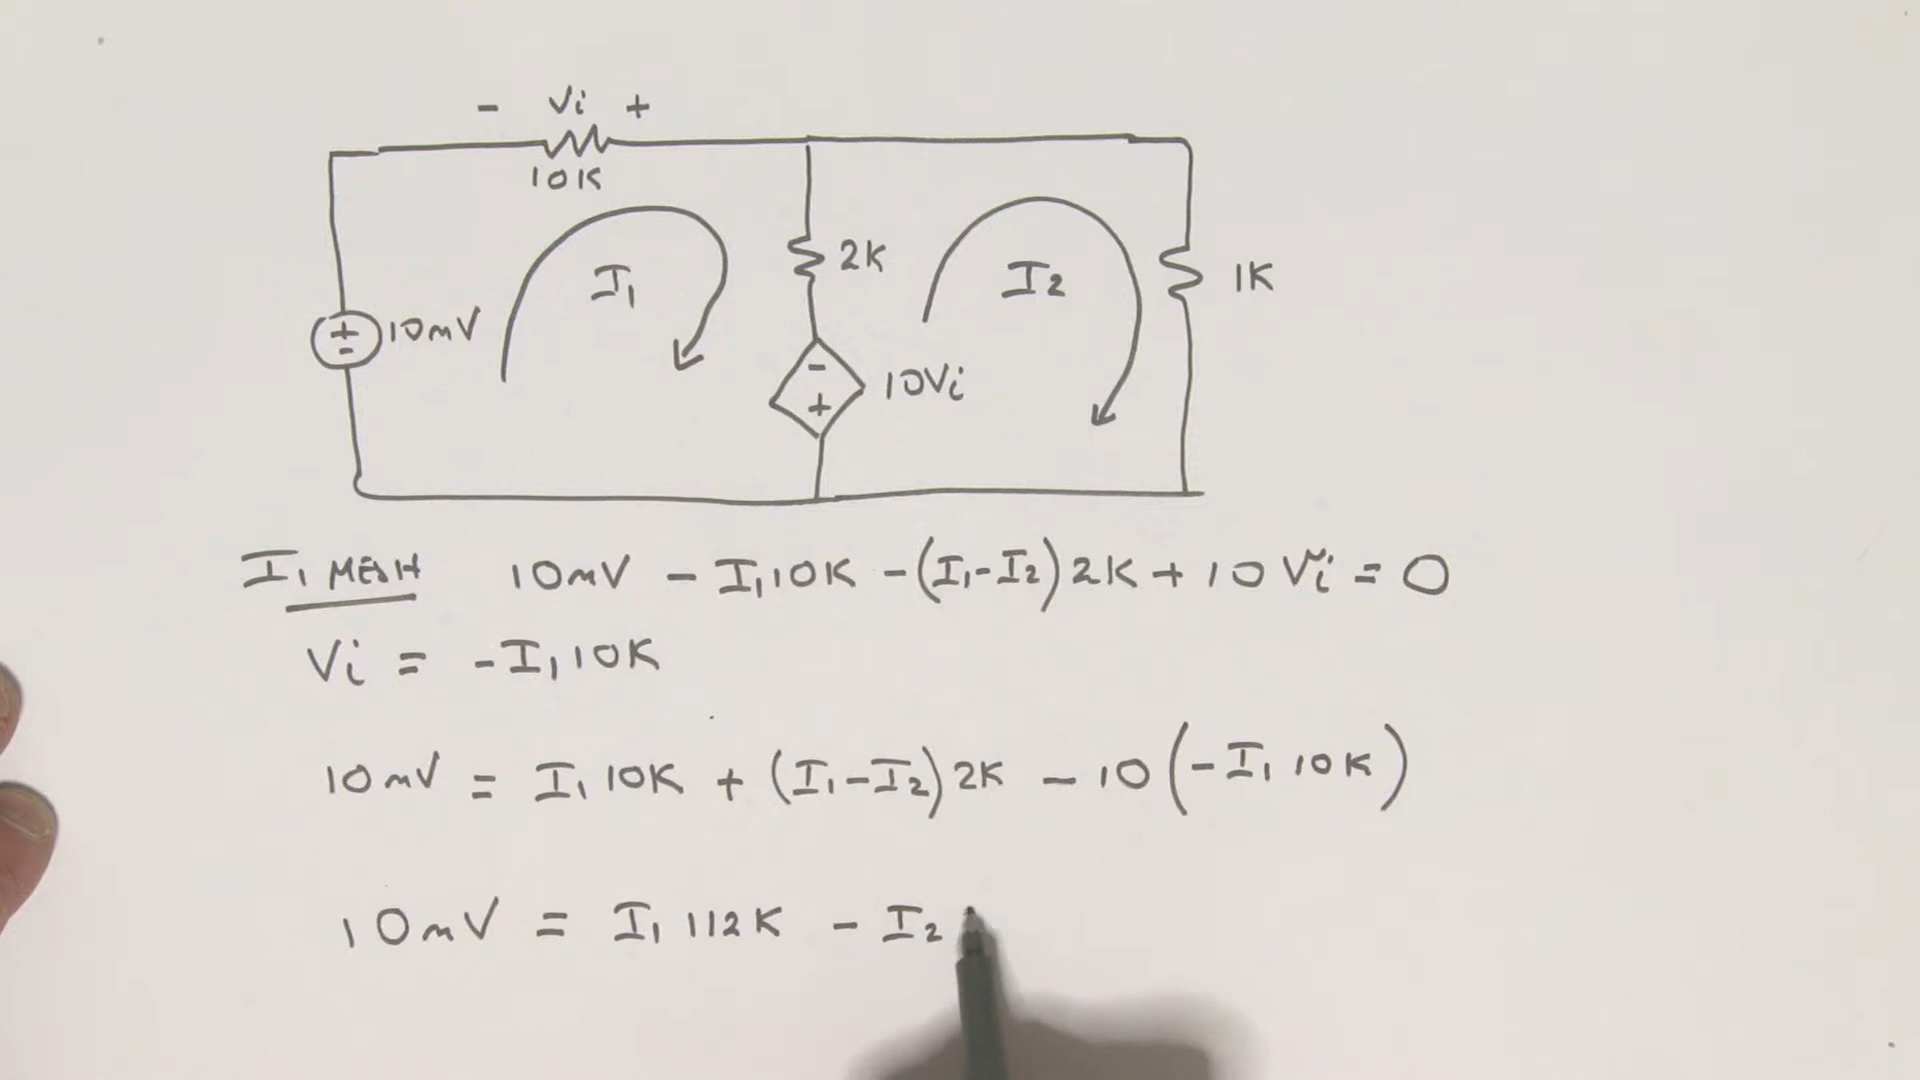 - Vi +
10K
2K
I1
I2
1K
+ - 10mV
- + 10Vi
I1 MESH 10mV - I1 10K - (I1-I2) 2K + 10 Vi = 0
Vi = -I1 10K
10mV = I1 10K + (I1-I2) 2K - 10 (-I1 10K)
10mV = I1 112K - I2